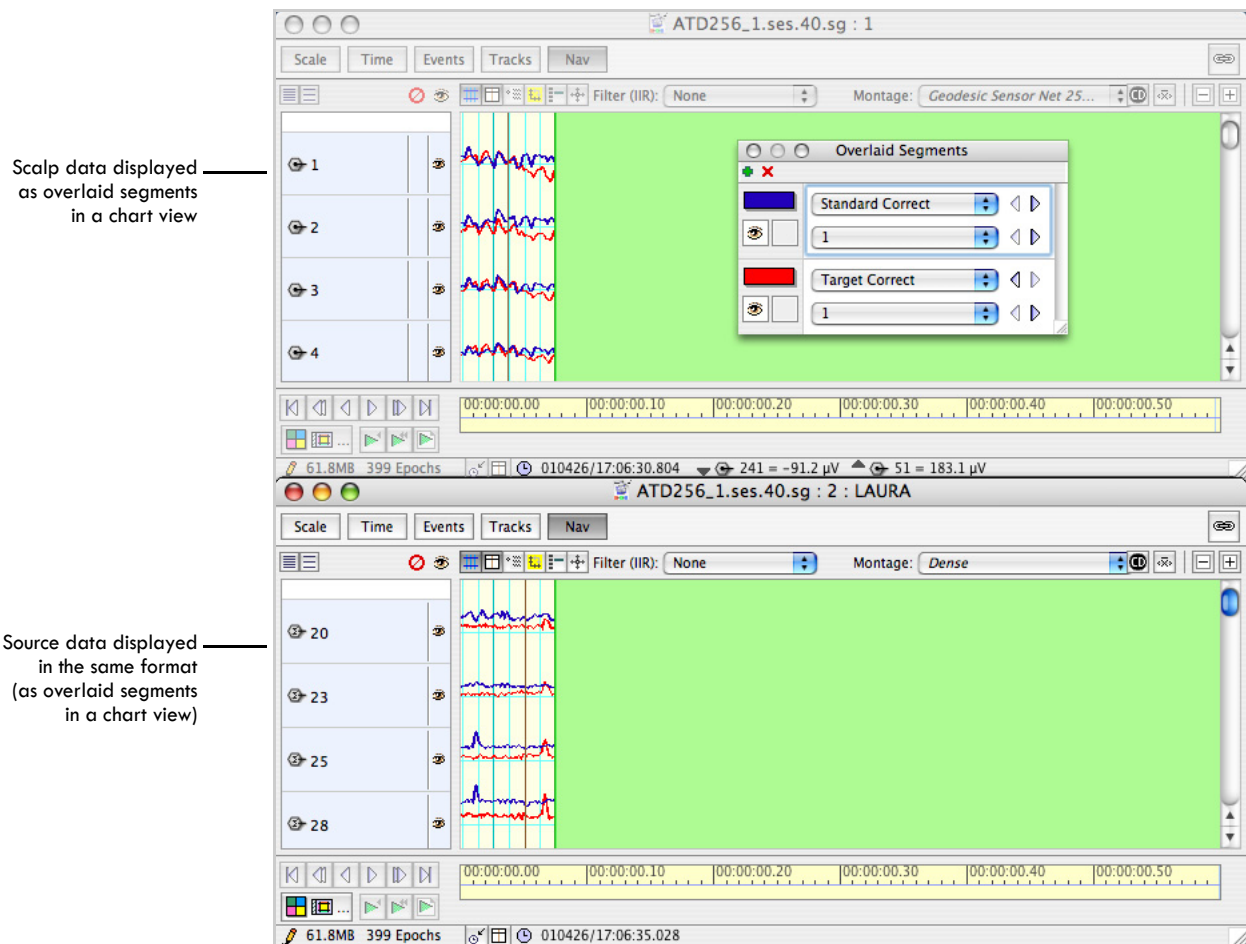 ATD256_1.ses.40.sg : 1
Scale Time Events Tracks Nav
Filter (IIR): None Montage: Geodesic Sensor Net 25...
Scalp data displayed
as overlaid segments
in a chart view
1
2
3
4
Overlaid Segments
Standard Correct
1
Target Correct
1
00:00:00.00 00:00:00.10 00:00:00.20 00:00:00.30 00:00:00.40 00:00:00.50
61.8MB 399 Epochs 010426/17:06:30.804 241 = -91.2 µV 51 = 183.1 µV
ATD256_1.ses.40.sg : 2 : LAURA
Scale Time Events Tracks Nav
Filter (IIR): None Montage: Dense
Source data displayed
in the same format
(as overlaid segments
in a chart view)
20
23
25
28
00:00:00.00 00:00:00.10 00:00:00.20 00:00:00.30 00:00:00.40 00:00:00.50
61.8MB 399 Epochs 010426/17:06:35.028